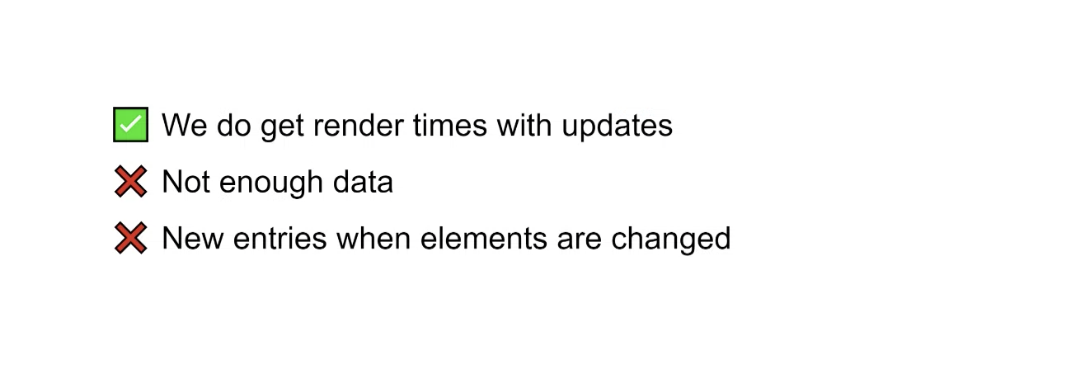 ✅ We do get render times with updates
❌ Not enough data
❌ New entries when elements are changed